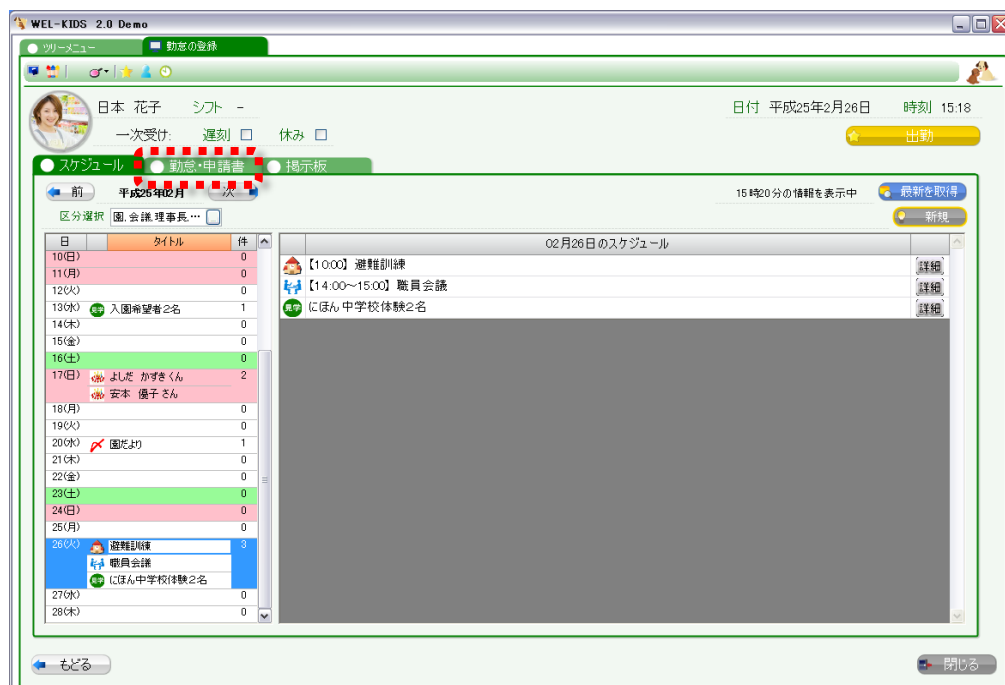 WEL-KIDS 2.0 Demo
ツリーメニュー 勤怠の登録
日本 花子 シフト － 日付 平成25年2月26日 時刻 15:18
一次受け: 遅刻 休み 出勤
スケジュール 勤怠・申請書 掲示板
前 平成25年02月 次 15時20分の情報を表示中 最新を取得
区分選択 園.会議.理事長.… 新規
日 タイトル 件 02月26日のスケジュール
10(日) 0
【10:00】避難訓練 詳細
11(月) 0
【14:00～15:00】職員会議 詳細
12(火) 0
見学 にほん中学校体験2名 詳細
13(水) 見学 入園希望者2名 1
14(木) 0
15(金) 0
16(土) 0
17(日) よしだ かずきくん 2
安本 優子さん
18(月) 0
19(火) 0
20(水) 園だより 1
21(木) 0
22(金) 0
23(土) 0
24(日) 0
25(月) 0
26(火) 避難訓練 3
職員会議
見学 にほん中学校体験2名
27(水) 0
28(木) 0
もどる 閉じる